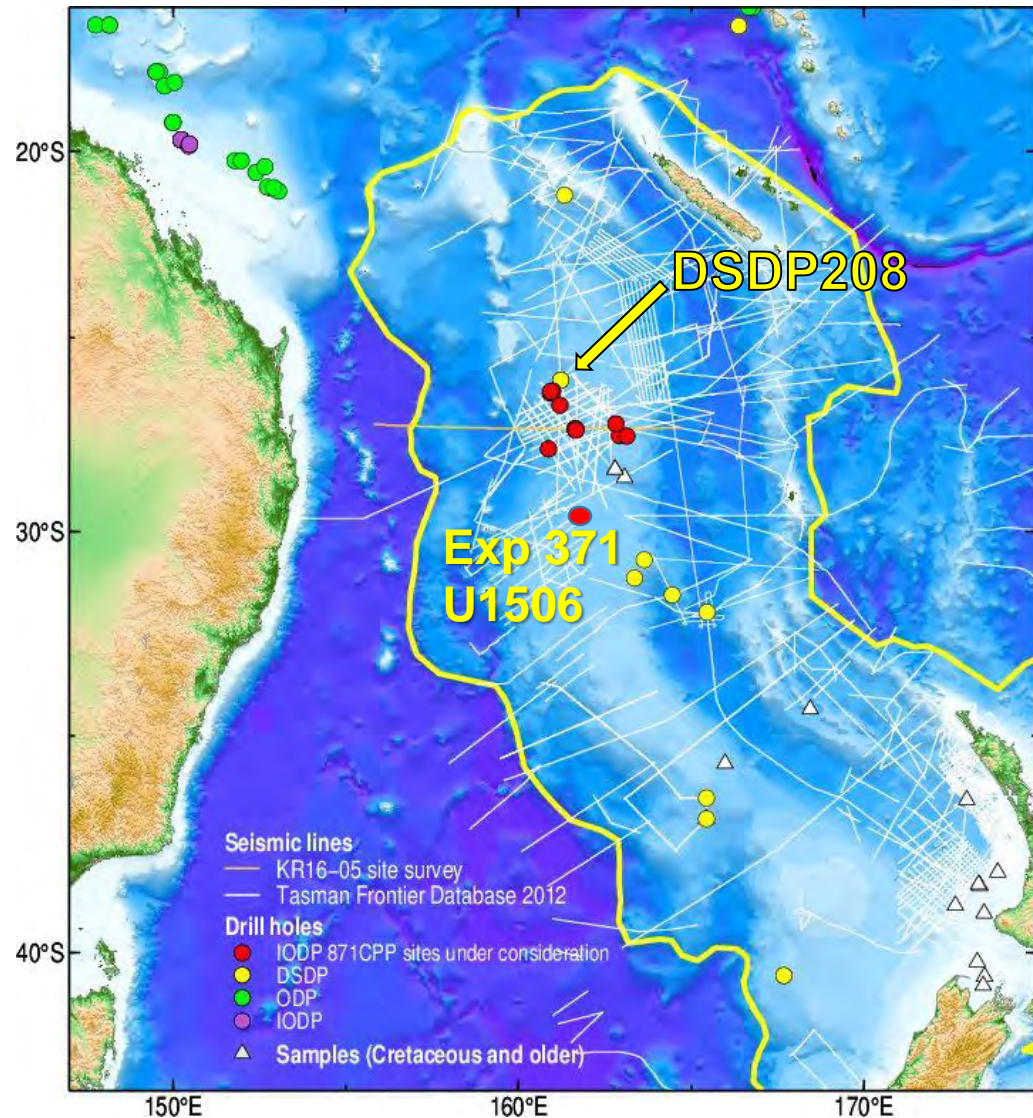 20°S
DSDP208
30°S
Exp 371
U1506
Seismic lines
KR16–05 site survey
Tasman Frontier Database 2012
Drill holes
IODP 871CPP sites under consideration
40°S
DSDP
ODP
IODP
Samples (Cretaceous and older)
150°E
160°E
170°E